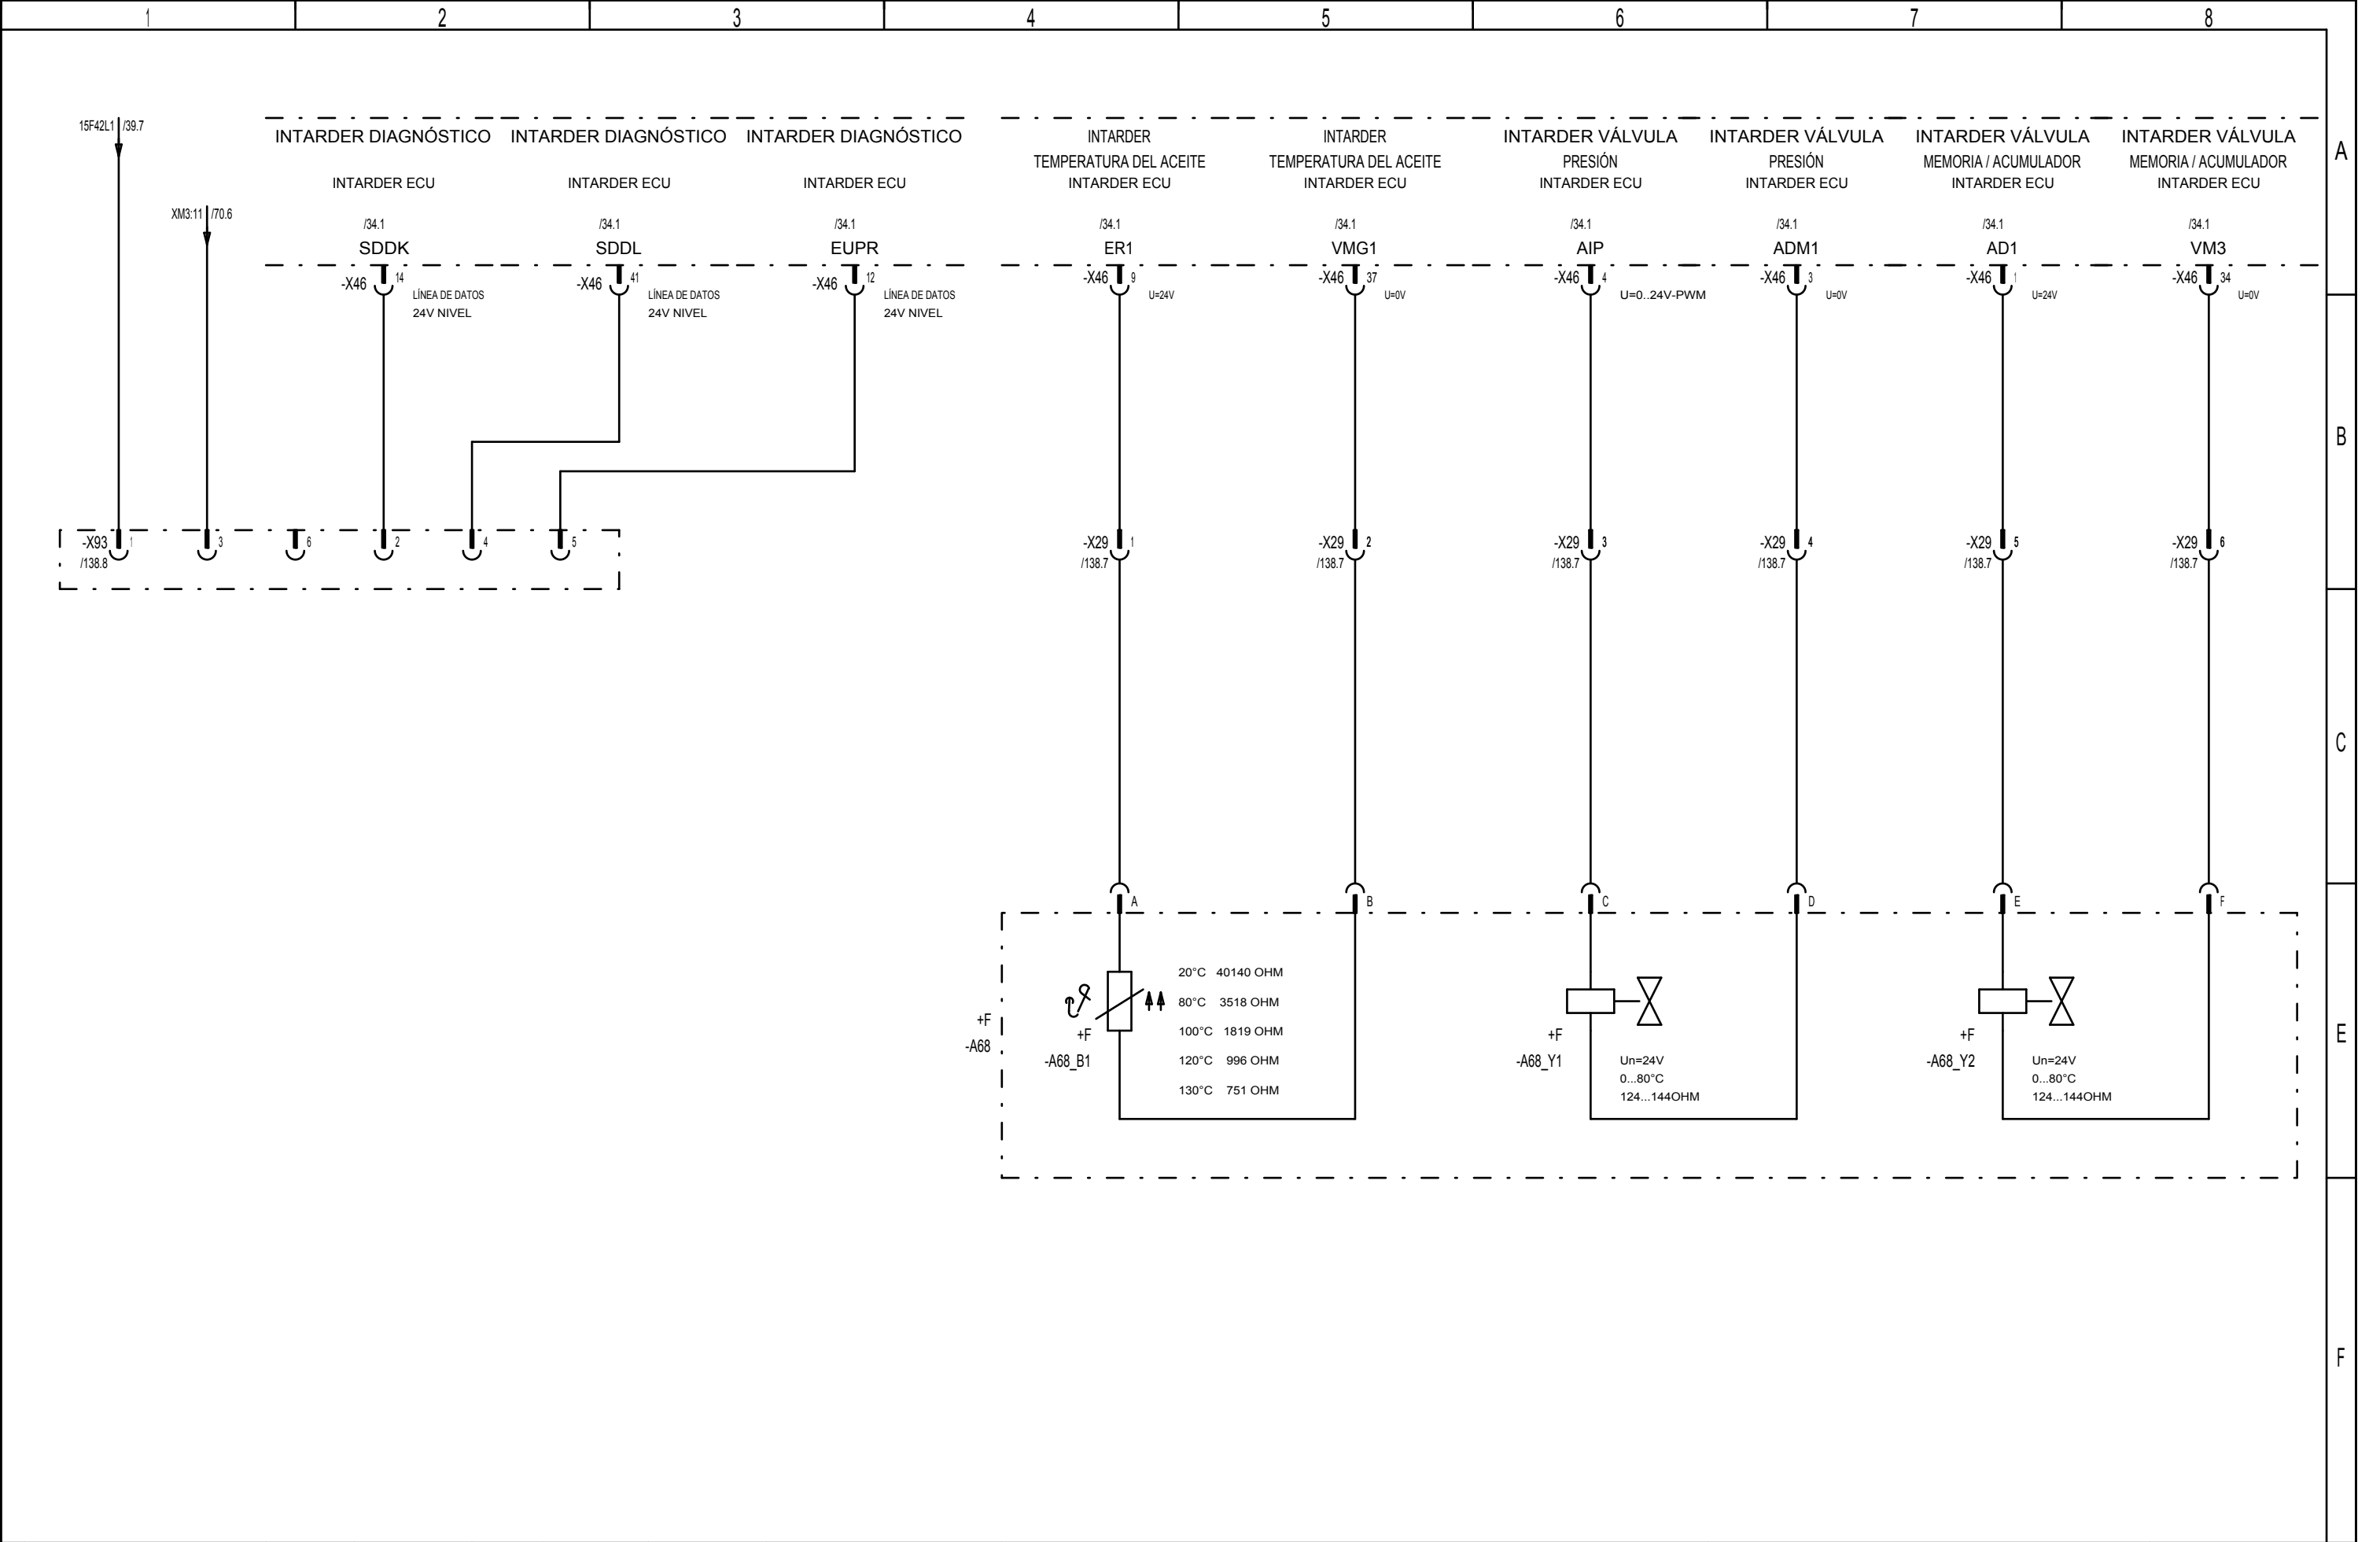 1 2 3 4 5 6 7 8
15F42L1 /39.7
XM3:11 /70.6
INTARDER DIAGNÓSTICO INTARDER DIAGNÓSTICO INTARDER DIAGNÓSTICO
INTARDER ECU INTARDER ECU INTARDER ECU
/34.1 /34.1 /34.1
SDDK SDDL EUPR
-X46 14 -X46 41 -X46 12
LÍNEA DE DATOS LÍNEA DE DATOS LÍNEA DE DATOS
24V NIVEL 24V NIVEL 24V NIVEL
INTARDER INTARDER INTARDER VÁLVULA INTARDER VÁLVULA INTARDER VÁLVULA INTARDER VÁLVULA
TEMPERATURA DEL ACEITE TEMPERATURA DEL ACEITE PRESIÓN PRESIÓN MEMORIA / ACUMULADOR MEMORIA / ACUMULADOR
INTARDER ECU INTARDER ECU INTARDER ECU INTARDER ECU INTARDER ECU INTARDER ECU
/34.1 /34.1 /34.1 /34.1 /34.1 /34.1
ER1 VMG1 AIP ADM1 AD1 VM3
-X46 9 -X46 37 -X46 4 -X46 3 -X46 1 -X46 34
U=24V U=0V U=0..24V-PWM U=0V U=24V U=0V
A
B
-X93 1 3 6 2 4 5
/138.8
-X29 1 -X29 2 -X29 3 -X29 4 -X29 5 -X29 6
/138.7 /138.7 /138.7 /138.7 /138.7 /138.7
C
A B C D E F
+F
-A68
+F
-A68_B1
20°C 40140 OHM
80°C 3518 OHM
100°C 1819 OHM
120°C 996 OHM
130°C 751 OHM
+F
-A68_Y1
Un=24V
0...80°C
124...144OHM
+F
-A68_Y2
Un=24V
0...80°C
124...144OHM
E
F